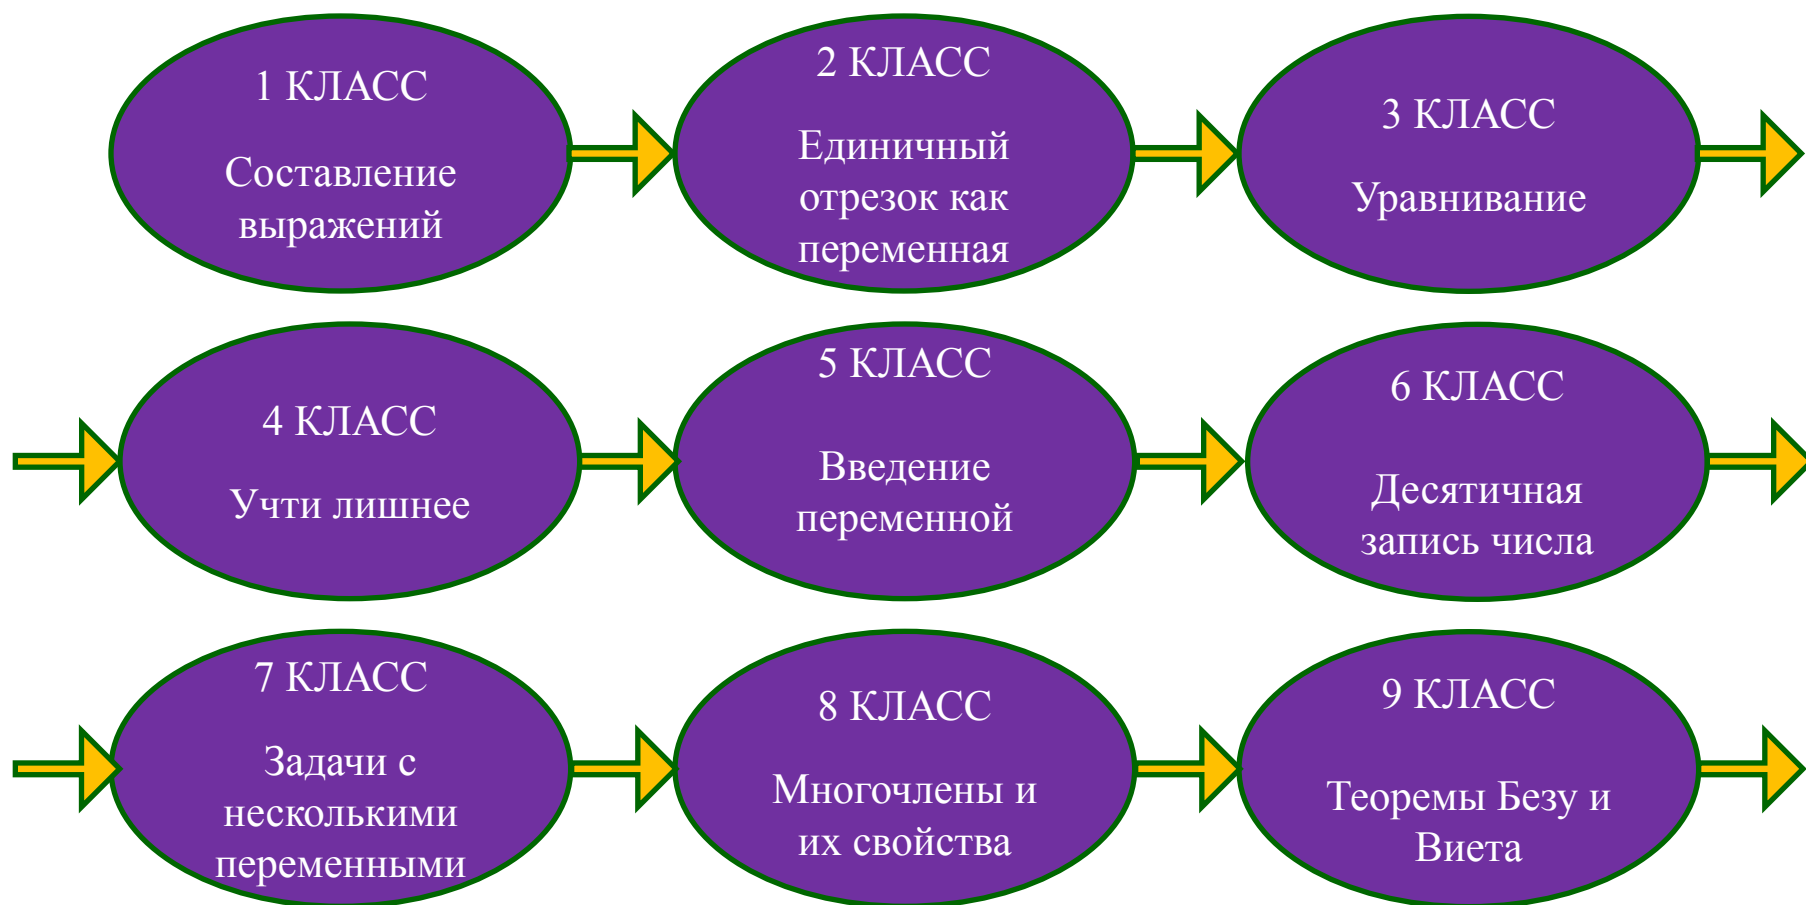 1 КЛАСС
Составление
выражений
2 КЛАСС
Единичный
отрезок как
переменная
3 КЛАСС
Уравнивание
4 КЛАСС
Учти лишнее
5 КЛАСС
Введение
переменной
6 КЛАСС
Десятичная
запись числа
7 КЛАСС
Задачи с
несколькими
переменными
8 КЛАСС
Многочлены и
их свойства
9 КЛАСС
Теоремы Безу и
Виета